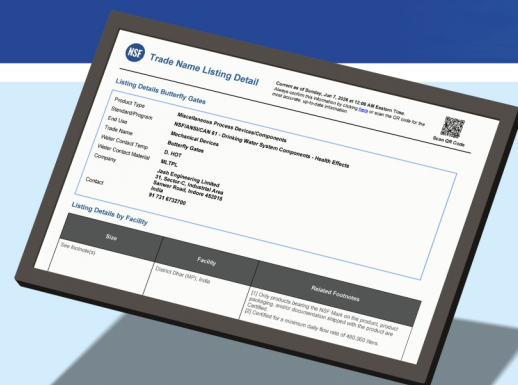 NSF
Trade Name Listing Detail
Current as of Sunday, Jun 7, 2026 at 12:06 AM Eastern Time
Always confirm this information by clicking here or scan the QR code for the
most accurate, up-to-date information.
Scan QR Code
Listing Details Butterfly Gates
Product Type Miscellaneous Process Devices/Components
Standard/Program NSF/ANSI/CAN 61 - Drinking Water System Components - Health Effects
End Use Mechanical Devices
Trade Name Butterfly Gates
Water Contact Temp D. HOT
Water Contact Material MLTPL
Company Jash Engineering Limited
31, Sector-C, Industrial Area
Sanwer Road, Indore 452015
India
Contact 91 731 6732700
Listing Details by Facility
Size Facility Related Footnotes
See footnote(s) District Dhar (MP), India [1] Only products bearing the NSF Mark on the product, product
packaging, and/or documentation shipped with the product are
Certified.
[2] Certified for a minimum daily flow rate of 460,360 liters.